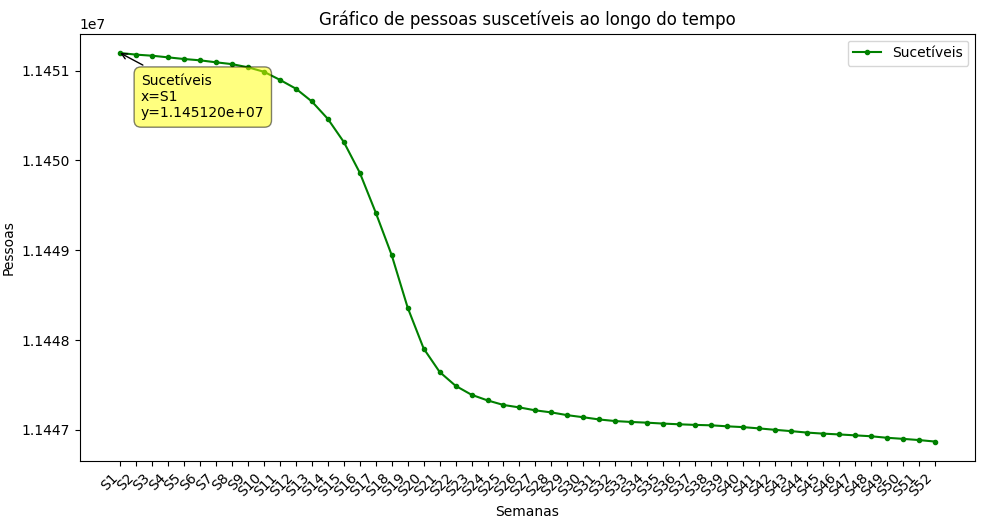 Gráfico de pessoas suscetíveis ao longo do tempo
1e7
Sucetíveis
1.1451
Sucetíveis
x=S1
y=1.145120e+07
1.1450
1.1449
1.1448
1.1447
Pessoas
S1 S2 S3 S4 S5 S6 S7 S8 S9 S10 S11 S12 S13 S14 S15 S16 S17 S18 S19 S20 S21 S22 S23 S24 S25 S26 S27 S28 S29 S30 S31 S32 S33 S34 S35 S36 S37 S38 S39 S40 S41 S42 S43 S44 S45 S46 S47 S48 S49 S50 S51 S52
Semanas